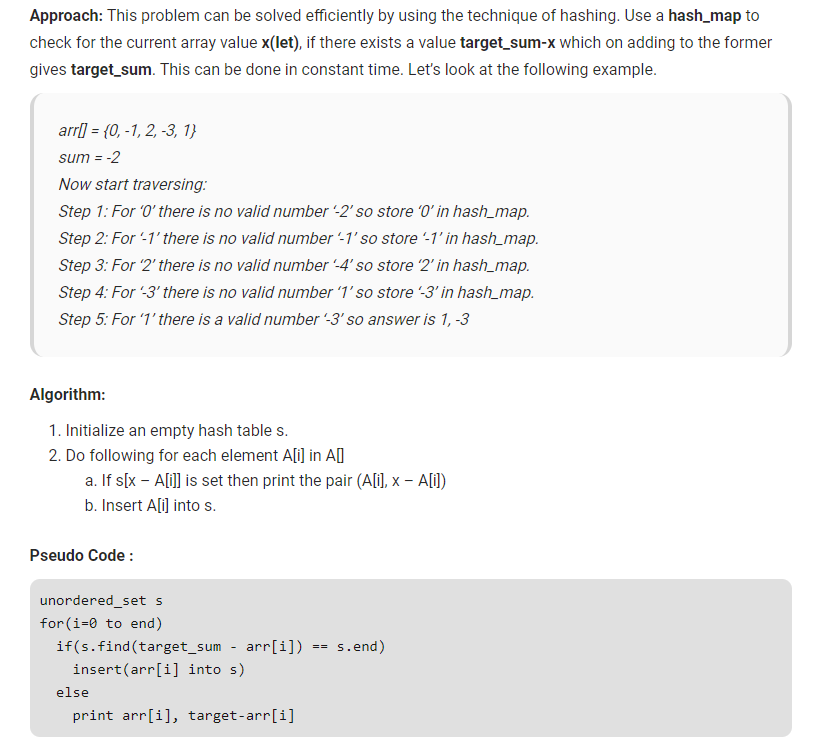 Approach: This problem can be solved efficiently by using the technique of hashing. Use a hash_map to
check for the current array value x(let), if there exists a value target_sum-x which on adding to the former
gives target_sum. This can be done in constant time. Let's look at the following example.
arr[] = {0, -1, 2, -3, 1}
sum = -2
Now start traversing:
Step 1: For ‘0’ there is no valid number ‘-2’ so store ‘0’ in hash_map.
Step 2: For ‘-1’ there is no valid number ‘-1’ so store ‘-1’ in hash_map.
Step 3: For ‘2’ there is no valid number ‘-4’ so store ‘2’ in hash_map.
Step 4: For ‘-3’ there is no valid number ‘1’ so store ‘-3’ in hash_map.
Step 5: For ‘1’ there is a valid number ‘-3’ so answer is 1, -3
Algorithm:
1. Initialize an empty hash table s.
2. Do following for each element A[i] in A[]
a. If s[x – A[i]] is set then print the pair (A[i], x – A[i])
b. Insert A[i] into s.
Pseudo Code :
unordered_set s
for(i=0 to end)
  if(s.find(target_sum - arr[i]) == s.end)
    insert(arr[i] into s)
  else
    print arr[i], target-arr[i]